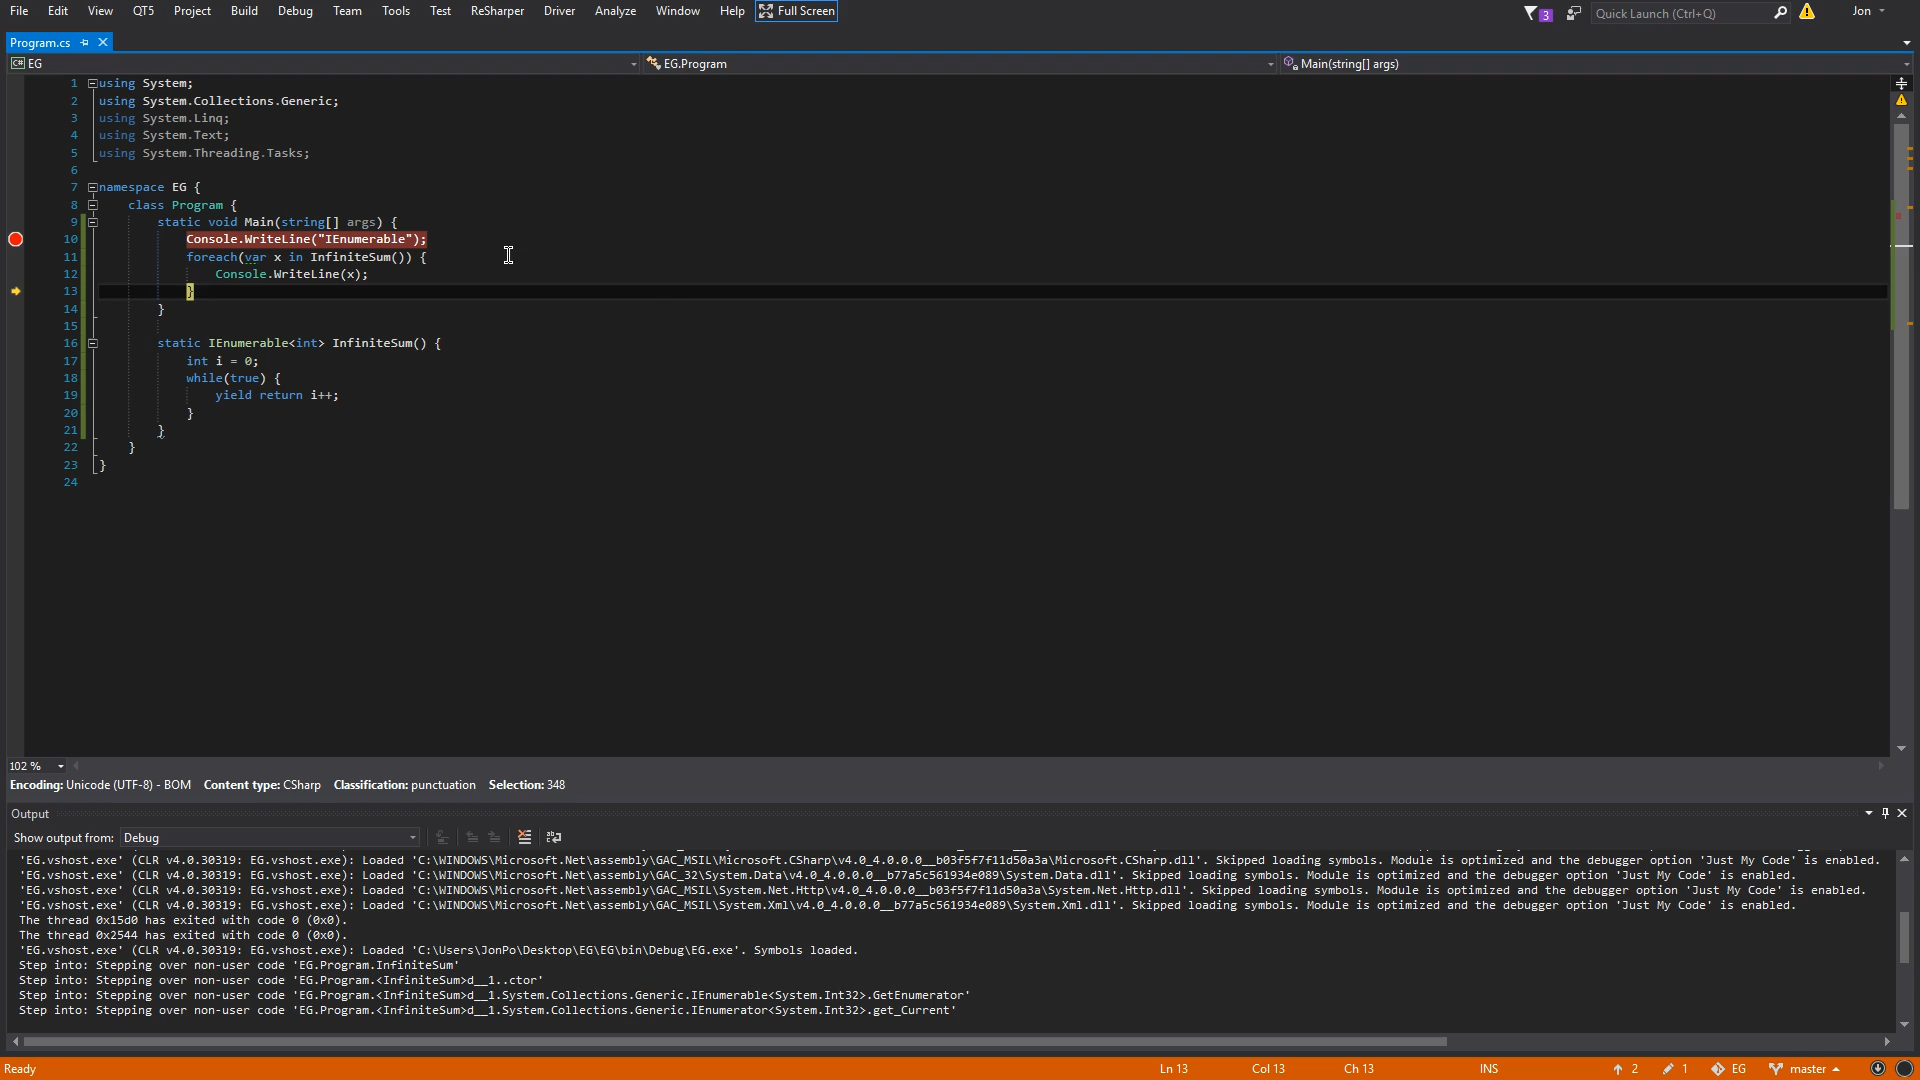 File Edit View QT5 Project Build Debug Team Tools Test ReSharper Driver Analyze Window Help Full Screen 3 Quick Launch (Ctrl+Q) Jon
Program.cs
C# EG EG.Program Main(string[] args)
1 using System;
2 using System.Collections.Generic;
3 using System.Linq;
4 using System.Text;
5 using System.Threading.Tasks;
6
7 namespace EG {
8 class Program {
9 static void Main(string[] args) {
10 Console.WriteLine("IEnumerable");
11 foreach(var x in InfiniteSum()) {
12 Console.WriteLine(x);
13 }
14 }
15
16 static IEnumerable<int> InfiniteSum() {
17 int i = 0;
18 while(true) {
19 yield return i++;
20 }
21 }
22 }
23 }
24
102 %
Encoding: Unicode (UTF-8) - BOM Content type: CSharp Classification: punctuation Selection: 348
Output
Show output from: Debug
'EG.vshost.exe' (CLR v4.0.30319: EG.vshost.exe): Loaded 'C:\WINDOWS\Microsoft.Net\assembly\GAC_MSIL\Microsoft.CSharp\v4.0_4.0.0.0__b03f5f7f11d50a3a\Microsoft.CSharp.dll'. Skipped loading symbols. Module is optimized and the debugger option 'Just My Code' is enabled.
'EG.vshost.exe' (CLR v4.0.30319: EG.vshost.exe): Loaded 'C:\WINDOWS\Microsoft.Net\assembly\GAC_32\System.Data\v4.0_4.0.0.0__b77a5c561934e089\System.Data.dll'. Skipped loading symbols. Module is optimized and the debugger option 'Just My Code' is enabled.
'EG.vshost.exe' (CLR v4.0.30319: EG.vshost.exe): Loaded 'C:\WINDOWS\Microsoft.Net\assembly\GAC_MSIL\System.Net.Http\v4.0_4.0.0.0__b03f5f7f11d50a3a\System.Net.Http.dll'. Skipped loading symbols. Module is optimized and the debugger option 'Just My Code' is enabled.
'EG.vshost.exe' (CLR v4.0.30319: EG.vshost.exe): Loaded 'C:\WINDOWS\Microsoft.Net\assembly\GAC_MSIL\System.Xml\v4.0_4.0.0.0__b77a5c561934e089\System.Xml.dll'. Skipped loading symbols. Module is optimized and the debugger option 'Just My Code' is enabled.
The thread 0x15d0 has exited with code 0 (0x0).
The thread 0x2544 has exited with code 0 (0x0).
'EG.vshost.exe' (CLR v4.0.30319: EG.vshost.exe): Loaded 'C:\Users\JonPo\Desktop\EG\EG\bin\Debug\EG.exe'. Symbols loaded.
Step into: Stepping over non-user code 'EG.Program.InfiniteSum'
Step into: Stepping over non-user code 'EG.Program.<InfiniteSum>d__1..ctor'
Step into: Stepping over non-user code 'EG.Program.<InfiniteSum>d__1.System.Collections.Generic.IEnumerable<System.Int32>.GetEnumerator'
Step into: Stepping over non-user code 'EG.Program.<InfiniteSum>d__1.System.Collections.Generic.IEnumerator<System.Int32>.get_Current'
Ready Ln 13 Col 13 Ch 13 INS 2 1 EG master